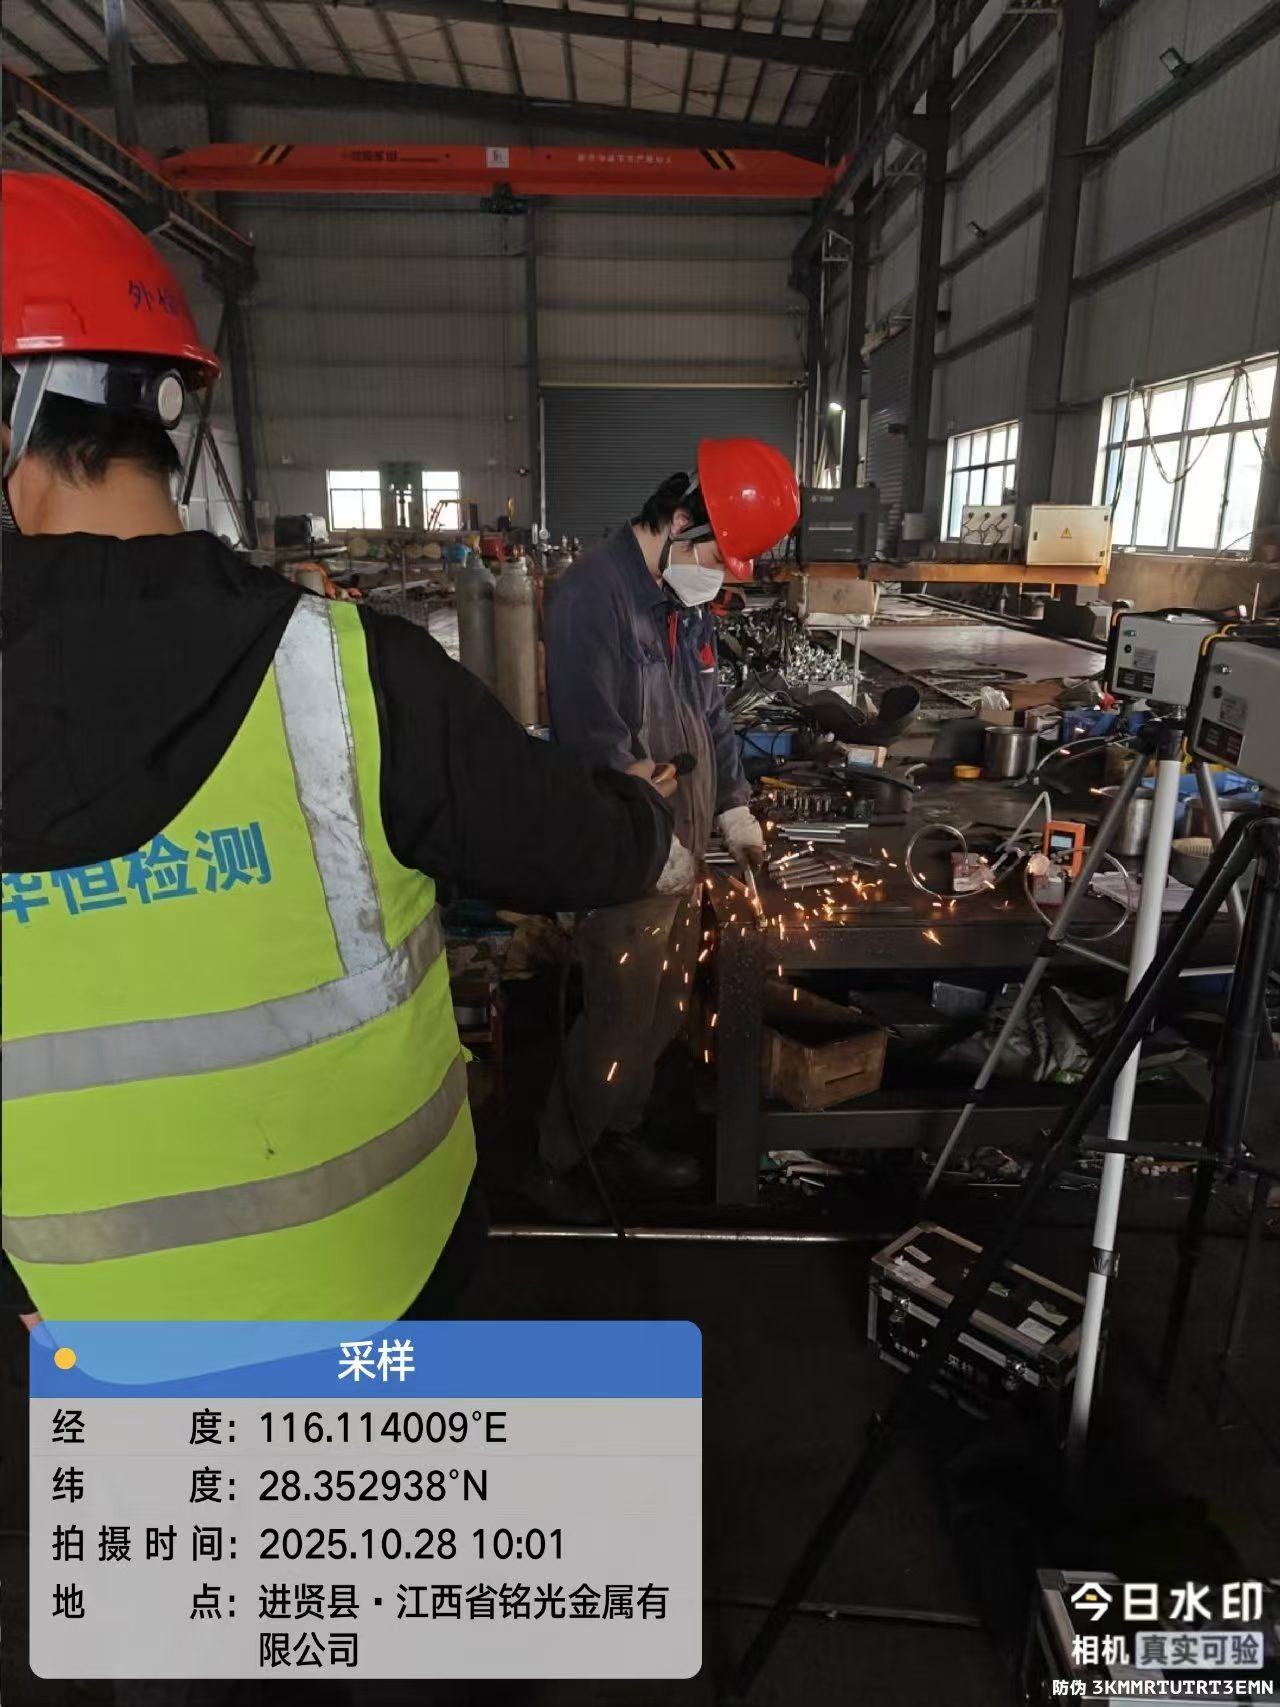 华恒检测
采样
经度：116.114009°E
纬度：28.352938°N
拍摄时间：2025.10.28 10:01
地点：进贤县·江西省铭光金属有
限公司
今日水印
相机 真实可验
防伪 3KMMRTUTRT3EMN